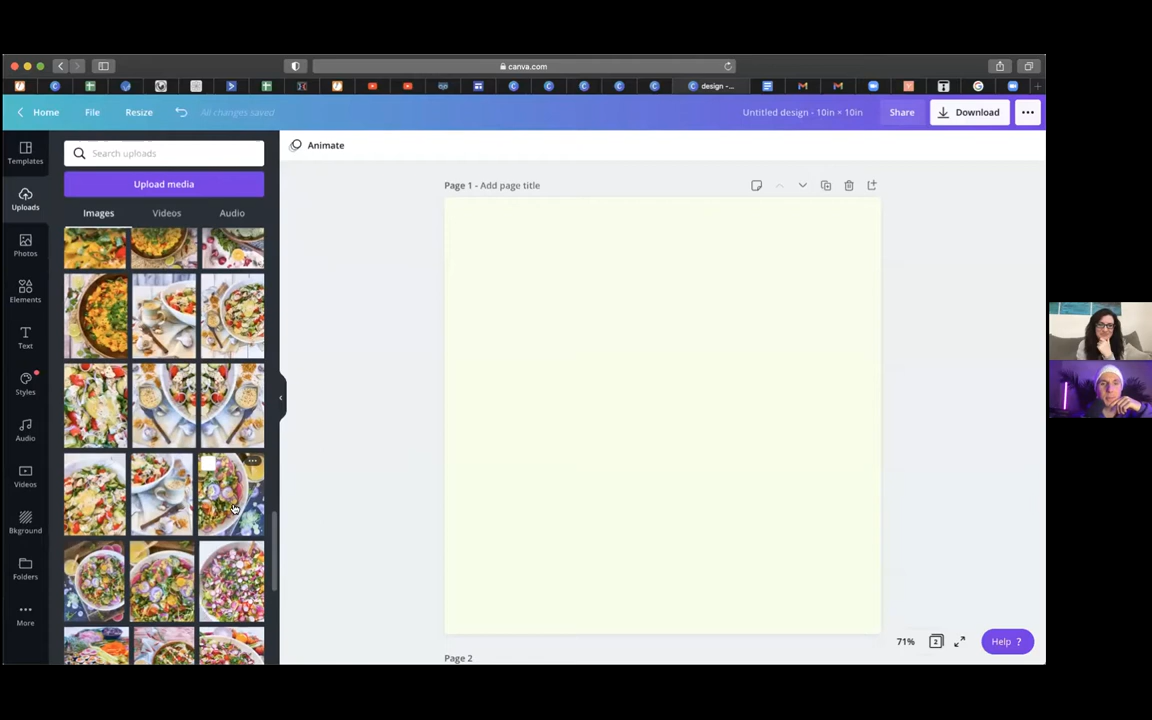 canva.com
design -...
Home
File
Resize
All changes saved
Untitled design - 10in × 10in
Share
Download
Templates
Uploads
Photos
Elements
Text
Styles
Audio
Videos
Bkground
Folders
More
Search uploads
Upload media
Images
Videos
Audio
Animate
Page 1 - Add page title
71%
2
Help ?
Page 2